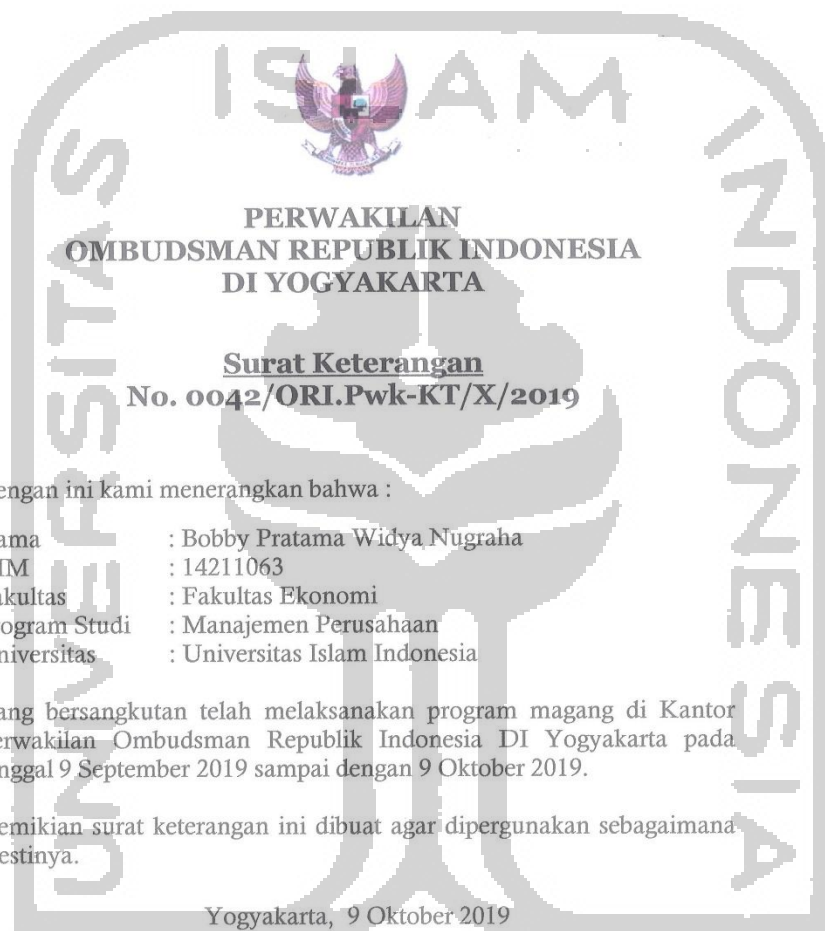 ISLAM
UNIVERSITAS
INDONESIA
PERWAKILAN
OMBUDSMAN REPUBLIK INDONESIA
DI YOGYAKARTA
Surat Keterangan
No. 0042/ORI.Pwk-KT/X/2019
engan ini kami menerangkan bahwa :
ama : Bobby Pratama Widya Nugraha
IM : 14211063
akultas : Fakultas Ekonomi
ogram Studi : Manajemen Perusahaan
niversitas : Universitas Islam Indonesia
ang bersangkutan telah melaksanakan program magang di Kantor
erwakilan Ombudsman Republik Indonesia DI Yogyakarta pada
nggal 9 September 2019 sampai dengan 9 Oktober 2019.
emikian surat keterangan ini dibuat agar dipergunakan sebagaimana
estinya.
Yogyakarta, 9 Oktober 2019